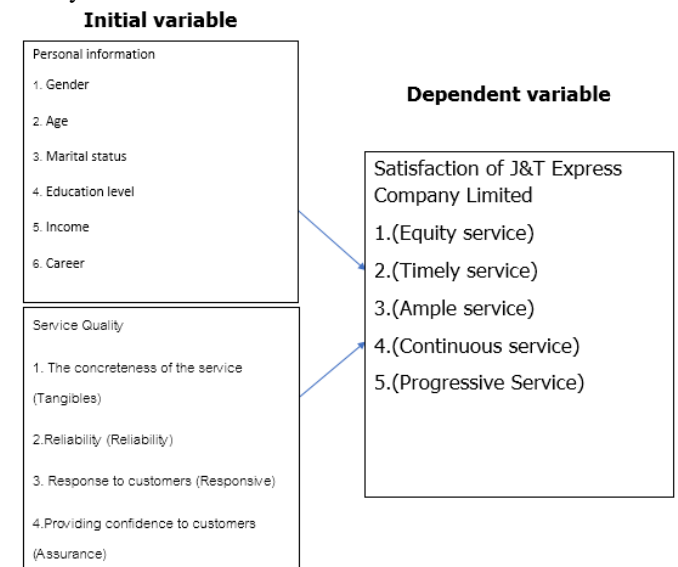 Initial variable
Personal information
1. Gender
2. Age
3. Marital status
4. Education level
5. Income
6. Career
Service Quality
1. The concreteness of the service
(Tangibles)
2.Reliability (Reliability)
3. Response to customers (Responsive)
4.Providing confidence to customers
(Assurance)
Dependent variable
Satisfaction of J&T Express
Company Limited
1.(Equity service)
2.(Timely service)
3.(Ample service)
4.(Continuous service)
5.(Progressive Service)